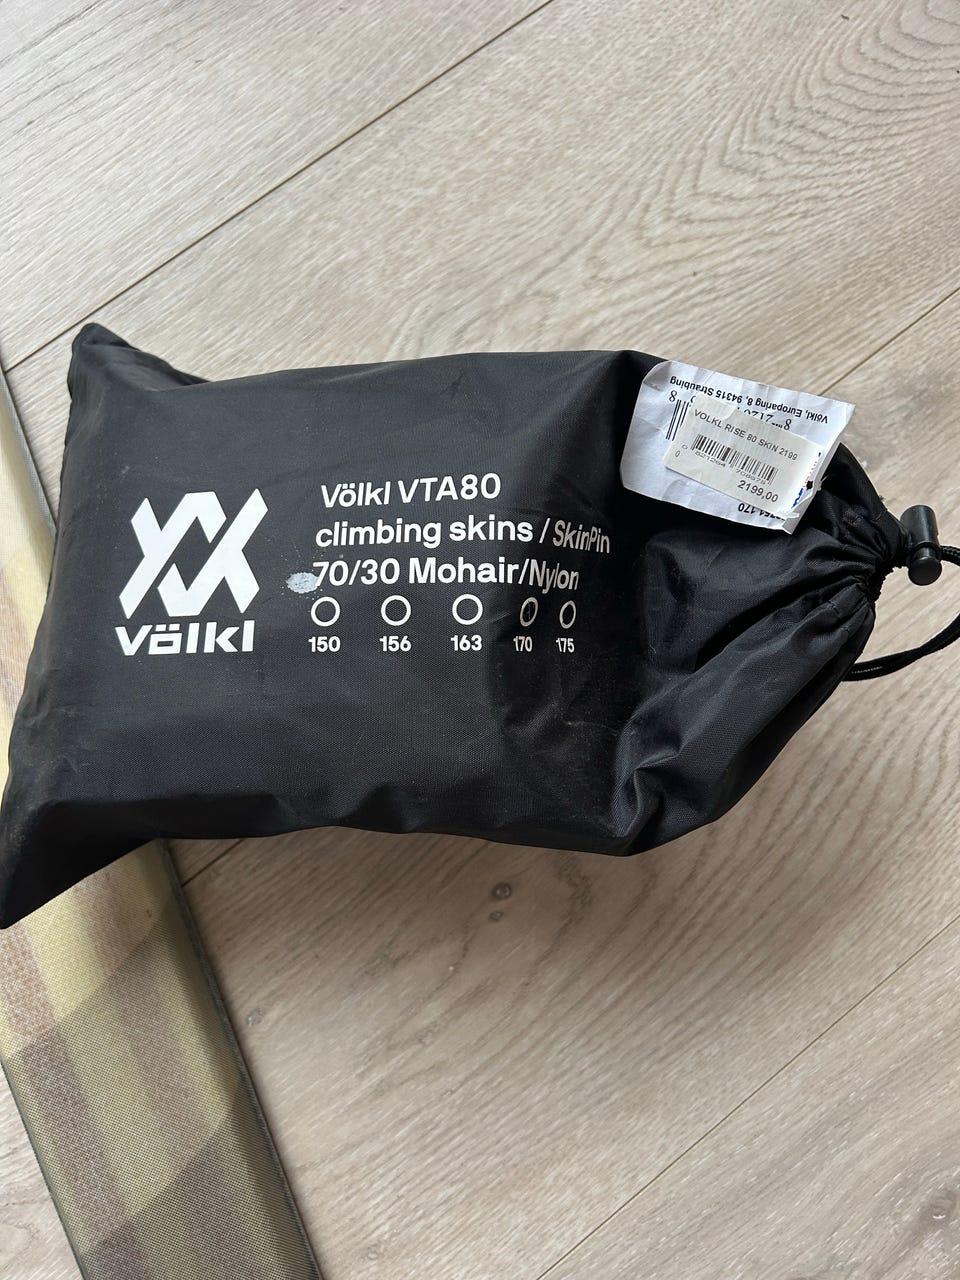 Völkl VTA80
climbing skins / SkinPin
70/30 Mohair/Nylon
150 156 163 170 175
völkl
Völkl, Europaring 8, 94315 Straubing
VOLKL RISE 80 SKIN 2199
2199,00